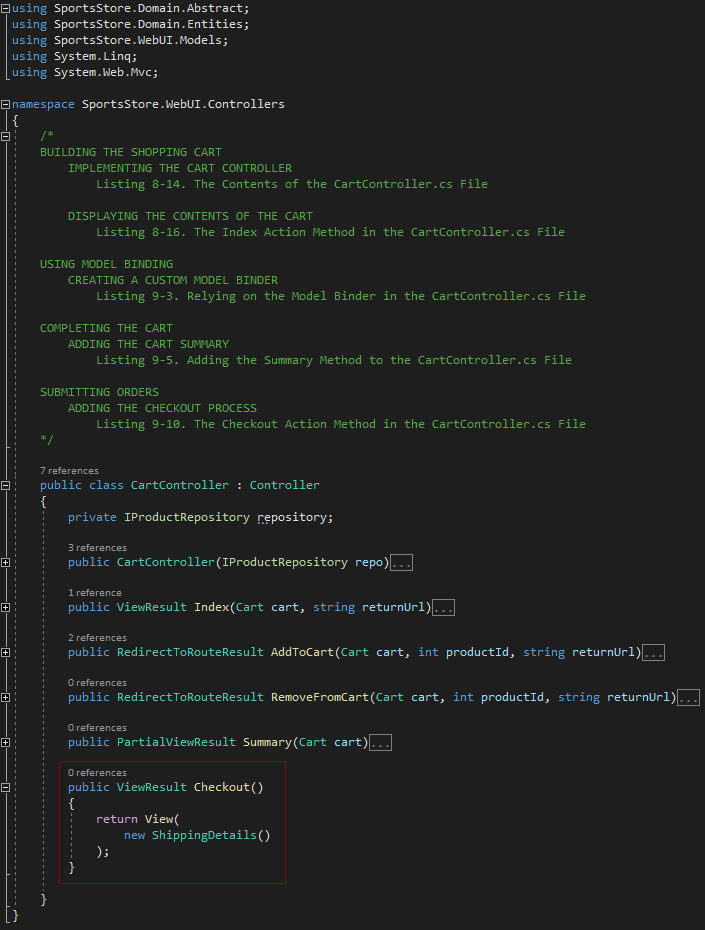 using SportsStore.Domain.Abstract;
using SportsStore.Domain.Entities;
using SportsStore.WebUI.Models;
using System.Linq;
using System.Web.Mvc;
namespace SportsStore.WebUI.Controllers
{
/*
BUILDING THE SHOPPING CART
IMPLEMENTING THE CART CONTROLLER
Listing 8-14. The Contents of the CartController.cs File
DISPLAYING THE CONTENTS OF THE CART
Listing 8-16. The Index Action Method in the CartController.cs File
USING MODEL BINDING
CREATING A CUSTOM MODEL BINDER
Listing 9-3. Relying on the Model Binder in the CartController.cs File
COMPLETING THE CART
ADDING THE CART SUMMARY
Listing 9-5. Adding the Summary Method to the CartController.cs File
SUBMITTING ORDERS
ADDING THE CHECKOUT PROCESS
Listing 9-10. The Checkout Action Method in the CartController.cs File
*/
7 references
public class CartController : Controller
{
private IProductRepository repository;
3 references
public CartController(IProductRepository repo)...
1 reference
public ViewResult Index(Cart cart, string returnUrl)...
2 references
public RedirectToRouteResult AddToCart(Cart cart, int productId, string returnUrl)...
0 references
public RedirectToRouteResult RemoveFromCart(Cart cart, int productId, string returnUrl)...
0 references
public PartialViewResult Summary(Cart cart)...
0 references
public ViewResult Checkout()
{
return View(
new ShippingDetails()
);
}
}
}